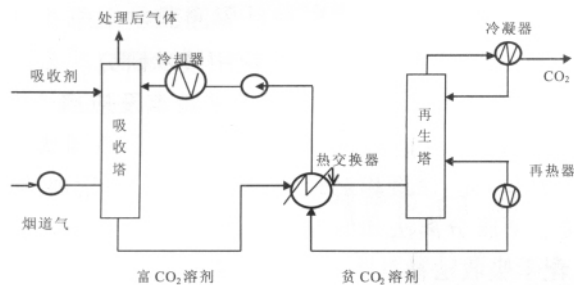 处理后气体
冷凝器
冷却器
吸收剂
CO₂
吸收塔
再生塔
热交换器
再热器
烟道气
富CO₂溶剂
贫CO₂溶剂